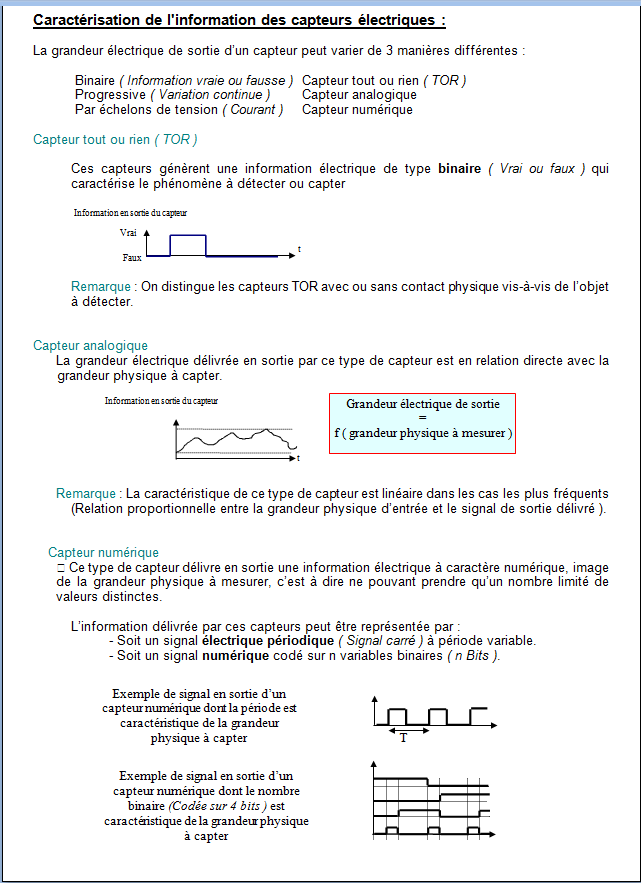 Caractérisation de l'information des capteurs électriques :
La grandeur électrique de sortie d'un capteur peut varier de 3 manières différentes :
Binaire ( Information vraie ou fausse ) Capteur tout ou rien ( TOR )
Progressive ( Variation continue ) Capteur analogique
Par échelons de tension ( Courant ) Capteur numérique
Capteur tout ou rien ( TOR )
Ces capteurs génèrent une information électrique de type binaire ( Vrai ou faux ) qui
caractérise le phénomène à détecter ou capter
Information en sortie du capteur
Vrai
t
Faux
Remarque : On distingue les capteurs TOR avec ou sans contact physique vis-à-vis de l'objet
à détecter.
Capteur analogique
La grandeur électrique délivrée en sortie par ce type de capteur est en relation directe avec la
grandeur physique à capter.
Information en sortie du capteur
t
Grandeur électrique de sortie
=
f ( grandeur physique à mesurer )
Remarque : La caractéristique de ce type de capteur est linéaire dans les cas les plus fréquents
(Relation proportionnelle entre la grandeur physique d'entrée et le signal de sortie délivré ).
Capteur numérique
Ce type de capteur délivre en sortie une information électrique à caractère numérique, image
de la grandeur physique à mesurer, c'est à dire ne pouvant prendre qu'un nombre limité de
valeurs distinctes.
L'information délivrée par ces capteurs peut être représentée par :
- Soit un signal électrique périodique ( Signal carré ) à période variable.
- Soit un signal numérique codé sur n variables binaires ( n Bits ).
Exemple de signal en sortie d'un
capteur numérique dont la période est
caractéristique de la grandeur
physique à capter
T
Exemple de signal en sortie d'un
capteur numérique dont le nombre
binaire (Codée sur 4 bits ) est
caractéristique de la grandeur physique
à capter